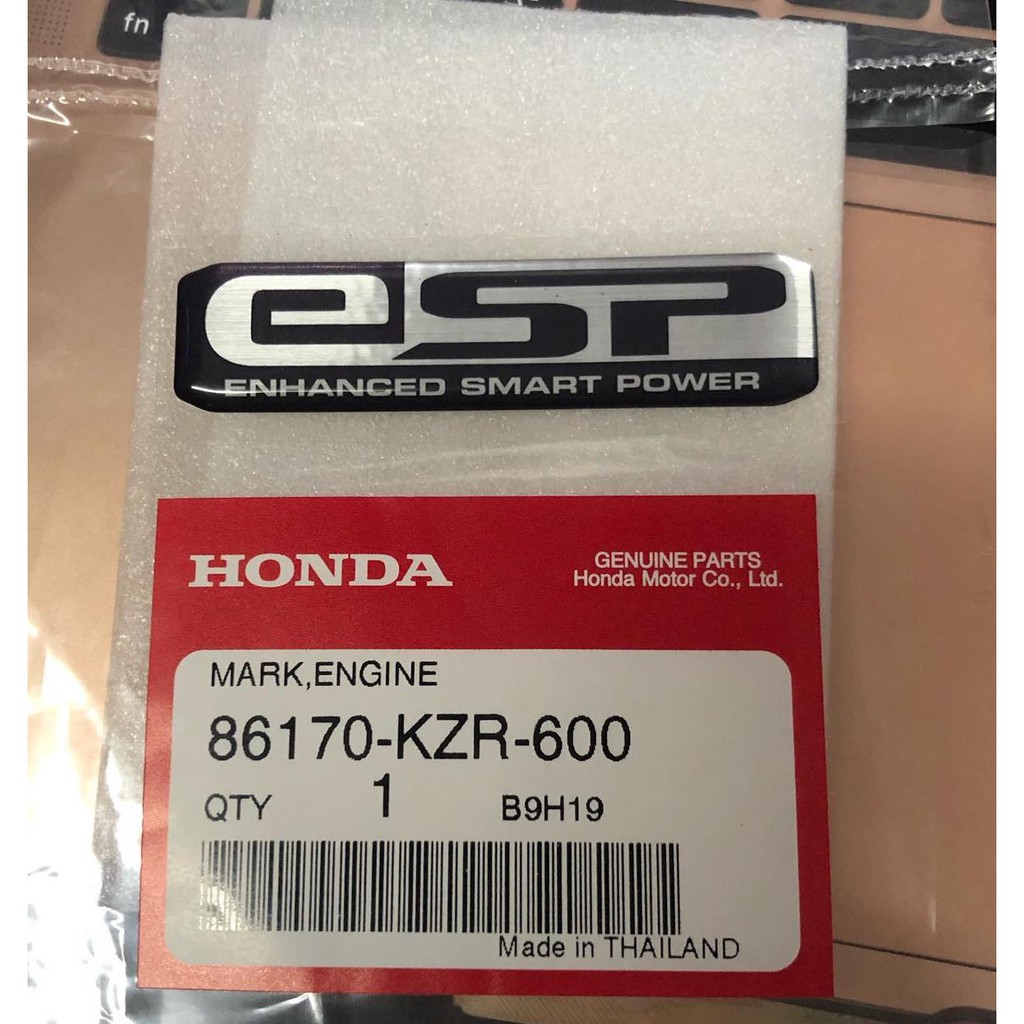 fn
eSP
ENHANCED SMART POWER
HONDA
GENUINE PARTS
Honda Motor Co., Ltd.
MARK,ENGINE
86170-KZR-600
QTY 1 B9H19
Made in THAILAND